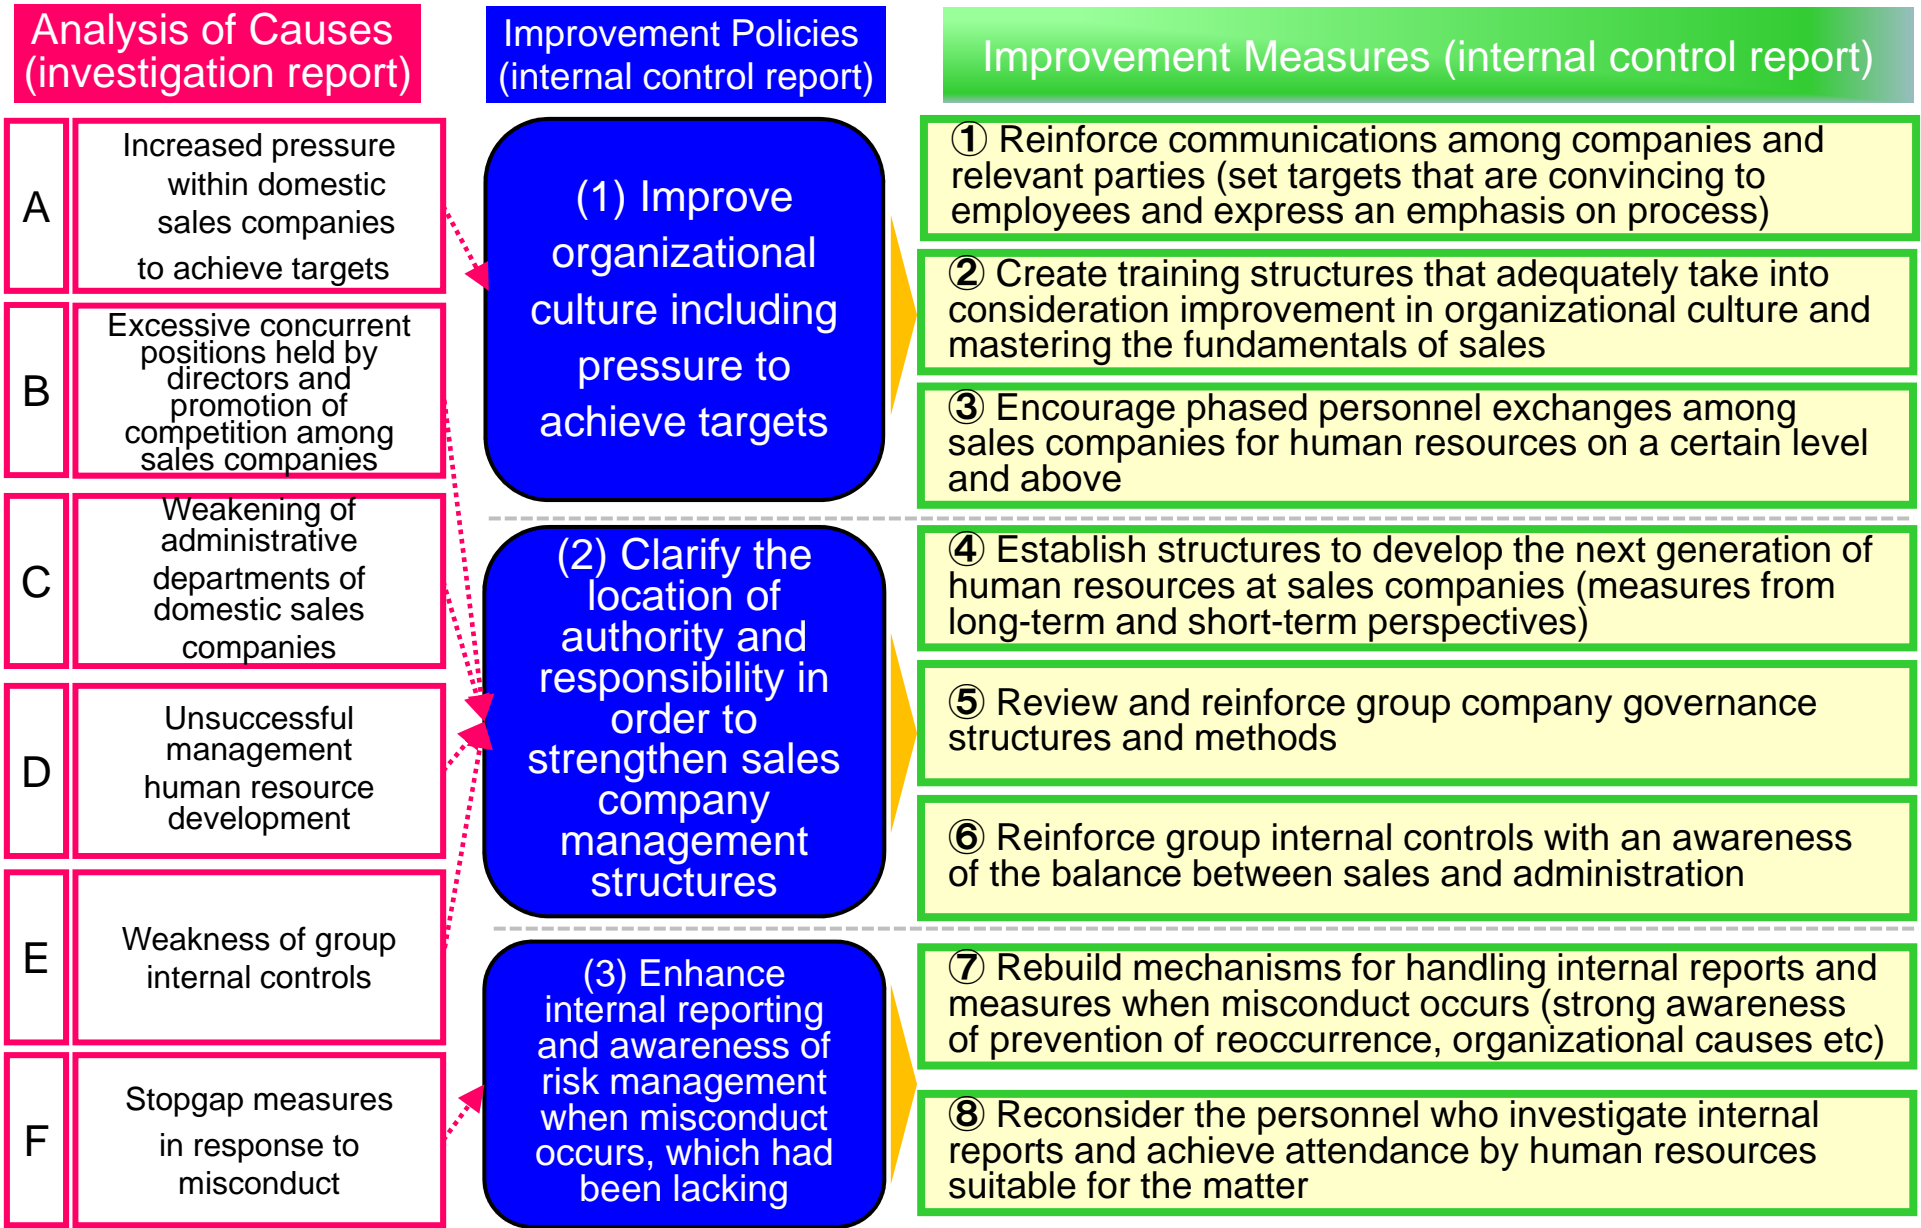 Analysis of Causes
(investigation report)
Improvement Policies
(internal control report)
Improvement Measures (internal control report)
A
Increased pressure
within domestic
sales companies
to achieve targets
B
Excessive concurrent
positions held by
directors and
promotion of
competition among
sales companies
C
Weakening of
administrative
departments of
domestic sales
companies
D
Unsuccessful
management
human resource
development
E
Weakness of group
internal controls
F
Stopgap measures
in response to
misconduct
(1) Improve
organizational
culture including
pressure to
achieve targets
(2) Clarify the
location of
authority and
responsibility in
order to
strengthen sales
company
management
structures
(3) Enhance
internal reporting
and awareness of
risk management
when misconduct
occurs, which had
been lacking
① Reinforce communications among companies and
relevant parties (set targets that are convincing to
employees and express an emphasis on process)
② Create training structures that adequately take into
consideration improvement in organizational culture and
mastering the fundamentals of sales
③ Encourage phased personnel exchanges among
sales companies for human resources on a certain level
and above
④ Establish structures to develop the next generation of
human resources at sales companies (measures from
long-term and short-term perspectives)
⑤ Review and reinforce group company governance
structures and methods
⑥ Reinforce group internal controls with an awareness
of the balance between sales and administration
⑦ Rebuild mechanisms for handling internal reports and
measures when misconduct occurs (strong awareness
of prevention of reoccurrence, organizational causes etc)
⑧ Reconsider the personnel who investigate internal
reports and achieve attendance by human resources
suitable for the matter